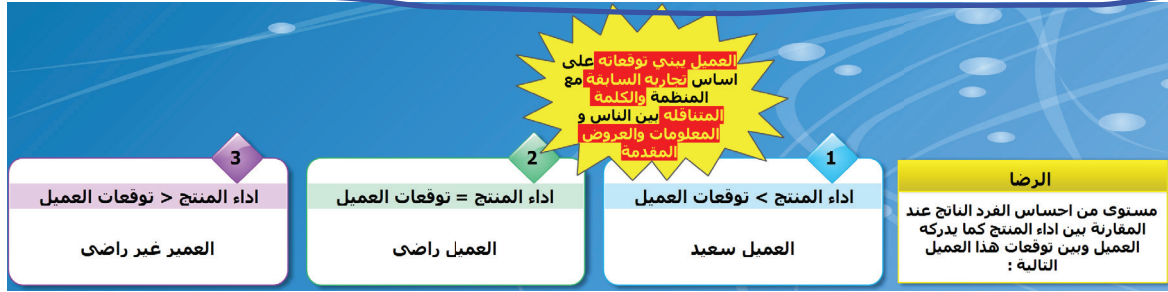 العميل يبني توقعاته على
اساس تجاربه السابقة مع
المنظمة والكلمة
المتناقله بين الناس و
المعلومات والعروض
المقدمة
الرضا
مستوى من احساس الفرد الناتج عند
المقارنة بين اداء المنتج كما يدركه
العميل وبين توقعات هذا العميل
التالية :
1
اداء المنتج > توقعات العميل
العميل سعيد
2
اداء المنتج = توقعات العميل
العميل راضى
3
اداء المنتج < توقعات العميل
العمير غير راضى